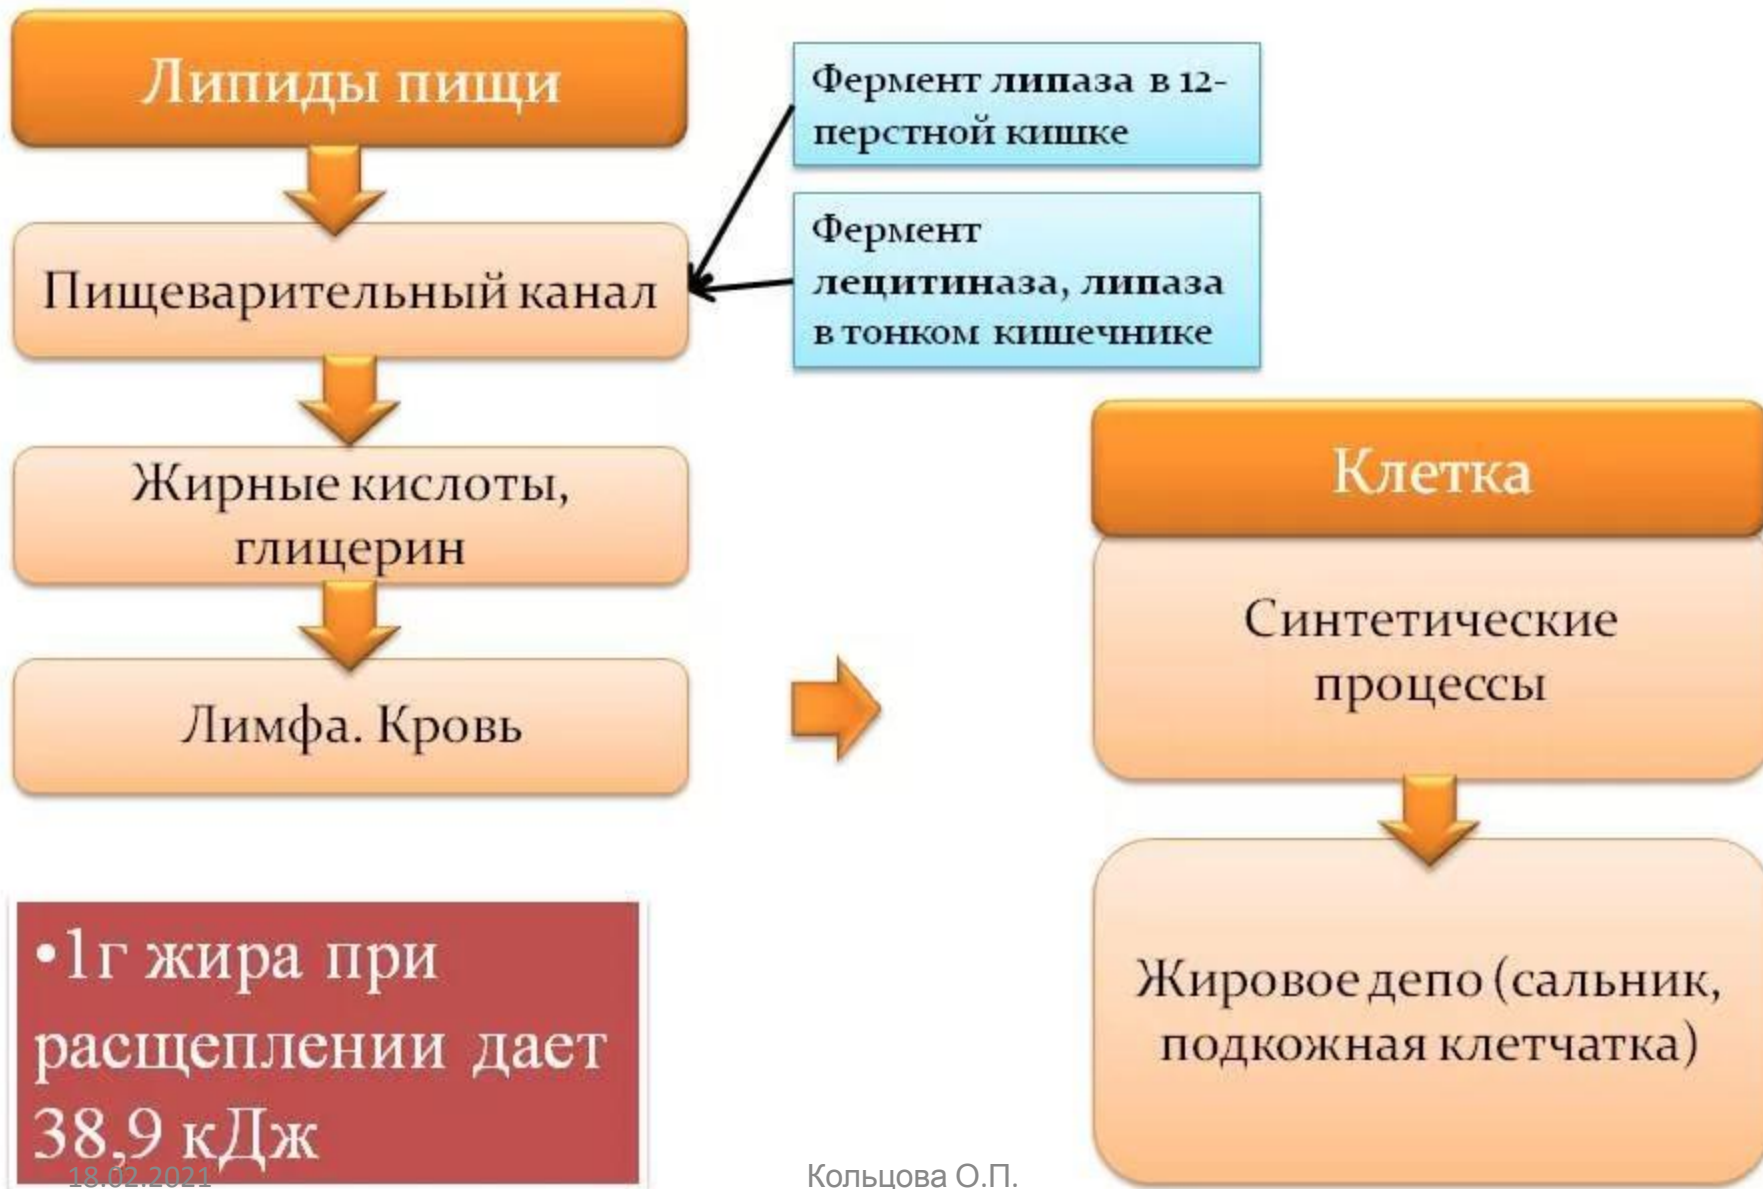 Липиды пищи
Фермент липаза в 12-
перстной кишке
Пищеварительный канал
Фермент
лецитиназа, липаза
в тонком кишечнике
Жирные кислоты,
глицерин
Лимфа. Кровь
Клетка
Синтетические
процессы
Жировое депо (сальник,
подкожная клетчатка)
•1г жира при
расщеплении дает
38,9 кДж
18.02.2021
Кольцова О.П.